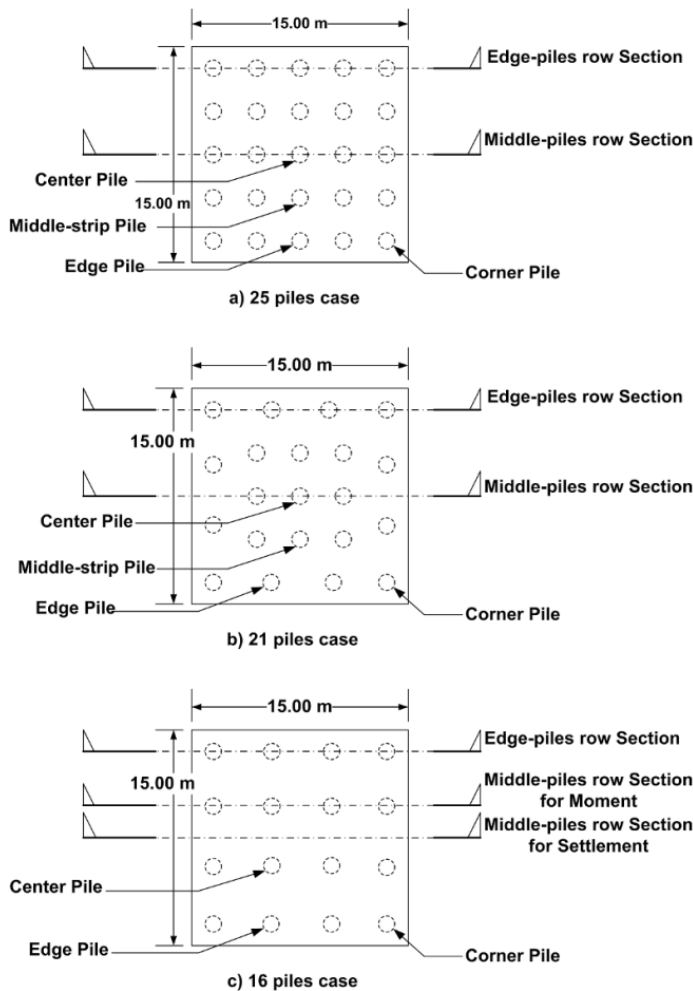 15.00 m
Edge-piles row Section
Middle-piles row Section
Center Pile
15.00 m
Middle-strip Pile
Edge Pile
Corner Pile
a) 25 piles case
15.00 m
Edge-piles row Section
15.00 m
Middle-piles row Section
Center Pile
Middle-strip Pile
Edge Pile
Corner Pile
b) 21 piles case
15.00 m
Edge-piles row Section
15.00 m
Middle-piles row Section
for Moment
Middle-piles row Section
for Settlement
Center Pile
Edge Pile
Corner Pile
c) 16 piles case